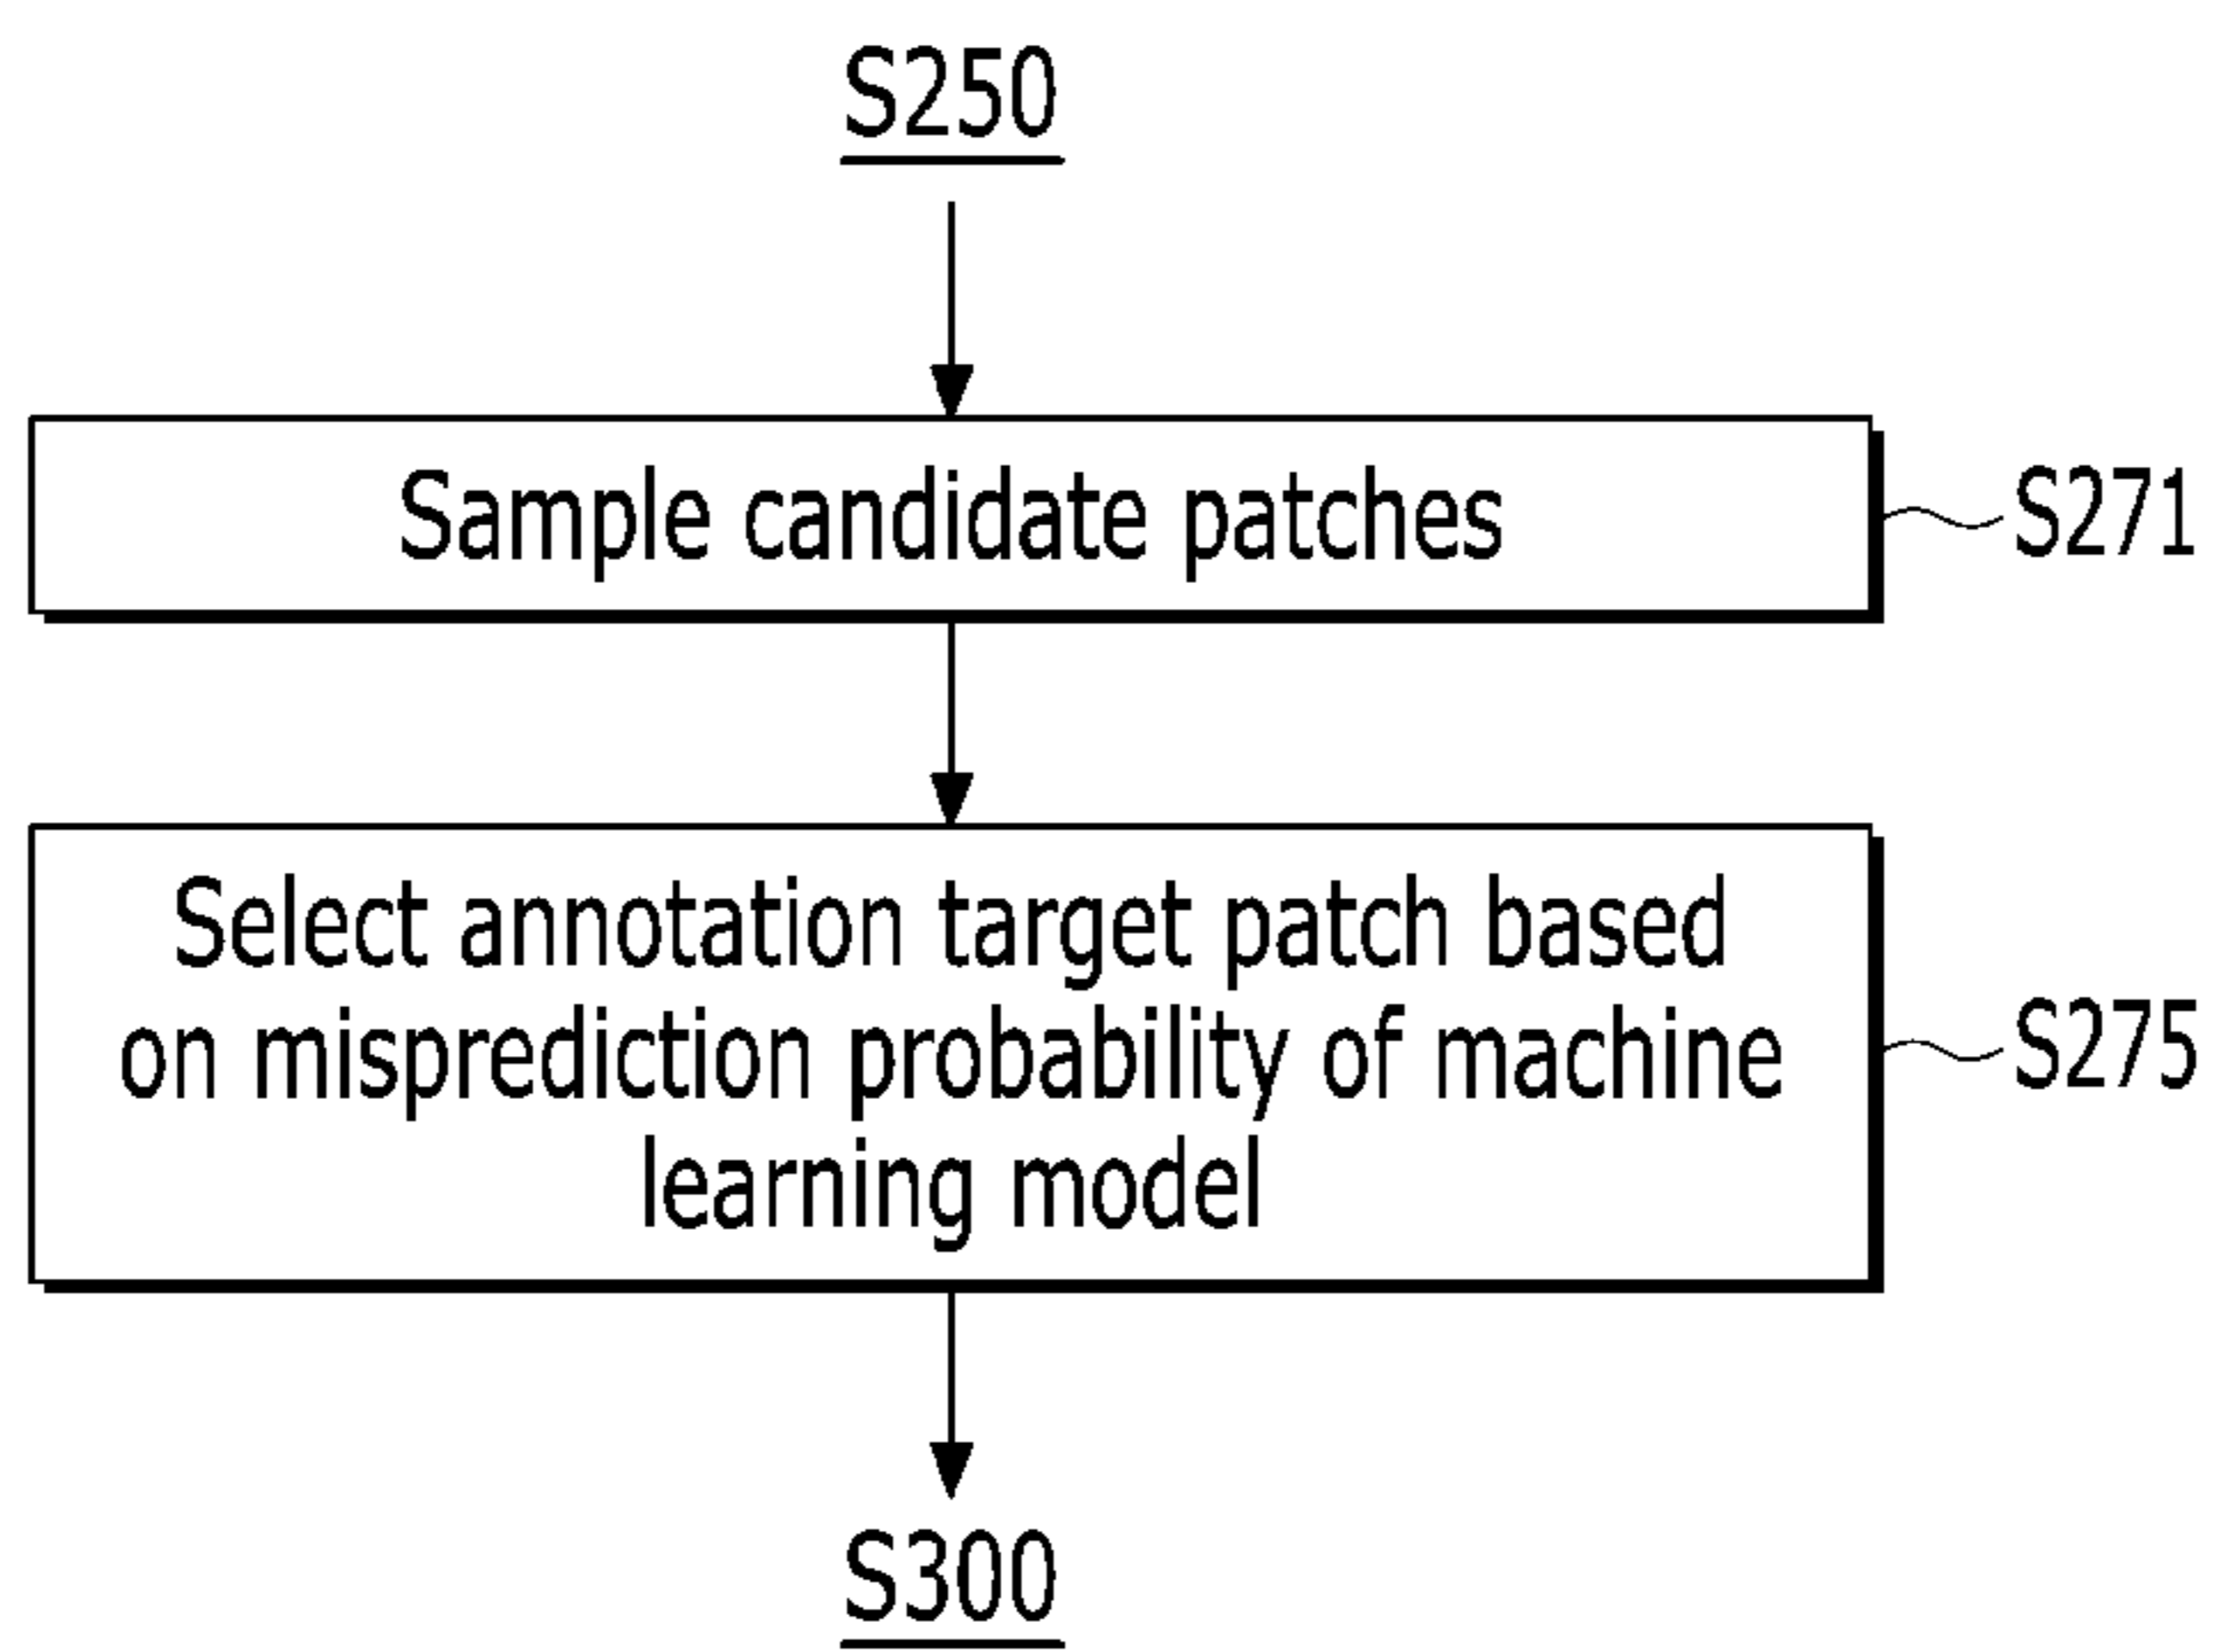 S250
Sample candidate patches
S271
Select annotation target patch based
on misprediction probability of machine
learning model
S275
S300